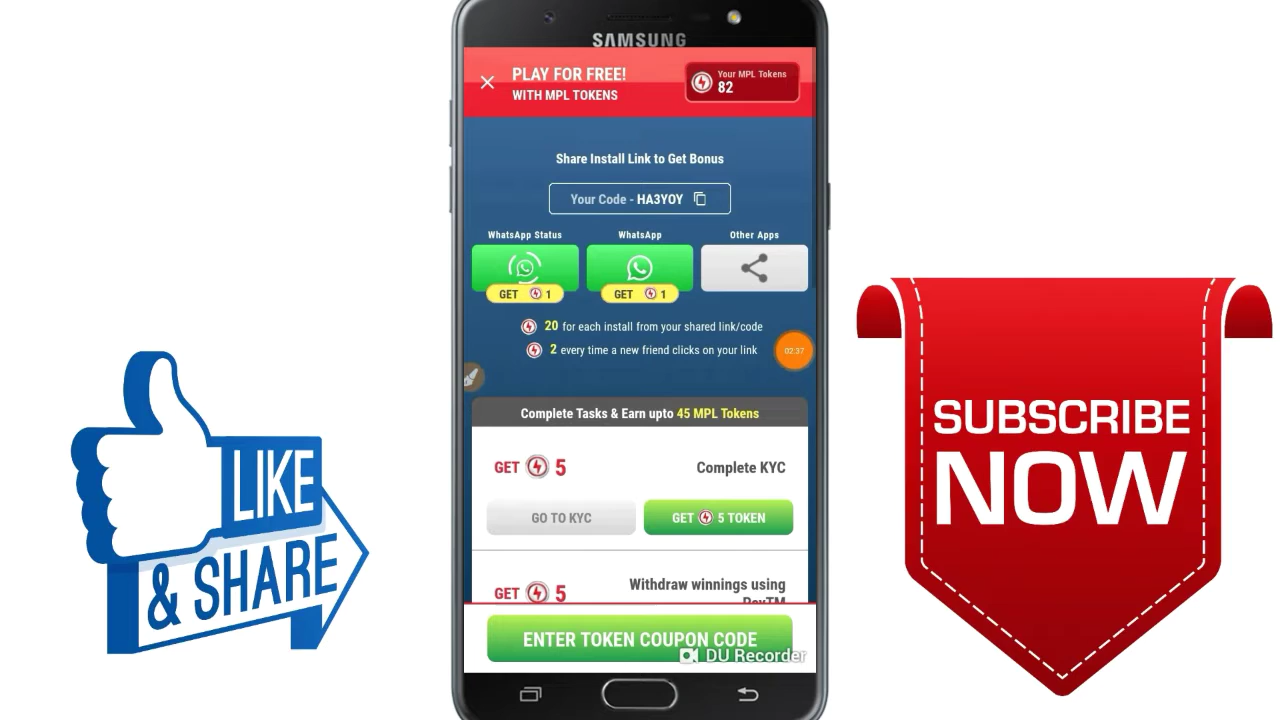 SAMSUNG
PLAY FOR FREE!
WITH MPL TOKENS
Your MPL Tokens
82
Share Install Link to Get Bonus
Your Code - HA3YOY
WhatsApp Status
WhatsApp
Other Apps
GET 1
GET 1
20 for each install from your shared link/code
2 every time a new friend clicks on your link
02:37
Complete Tasks & Earn upto 45 MPL Tokens
GET 5
Complete KYC
GO TO KYC
GET 5 TOKEN
GET 5
Withdraw winnings using
PayTM
ENTER TOKEN COUPON CODE
DU Recorder
LIKE
& SHARE
SUBSCRIBE
NOW